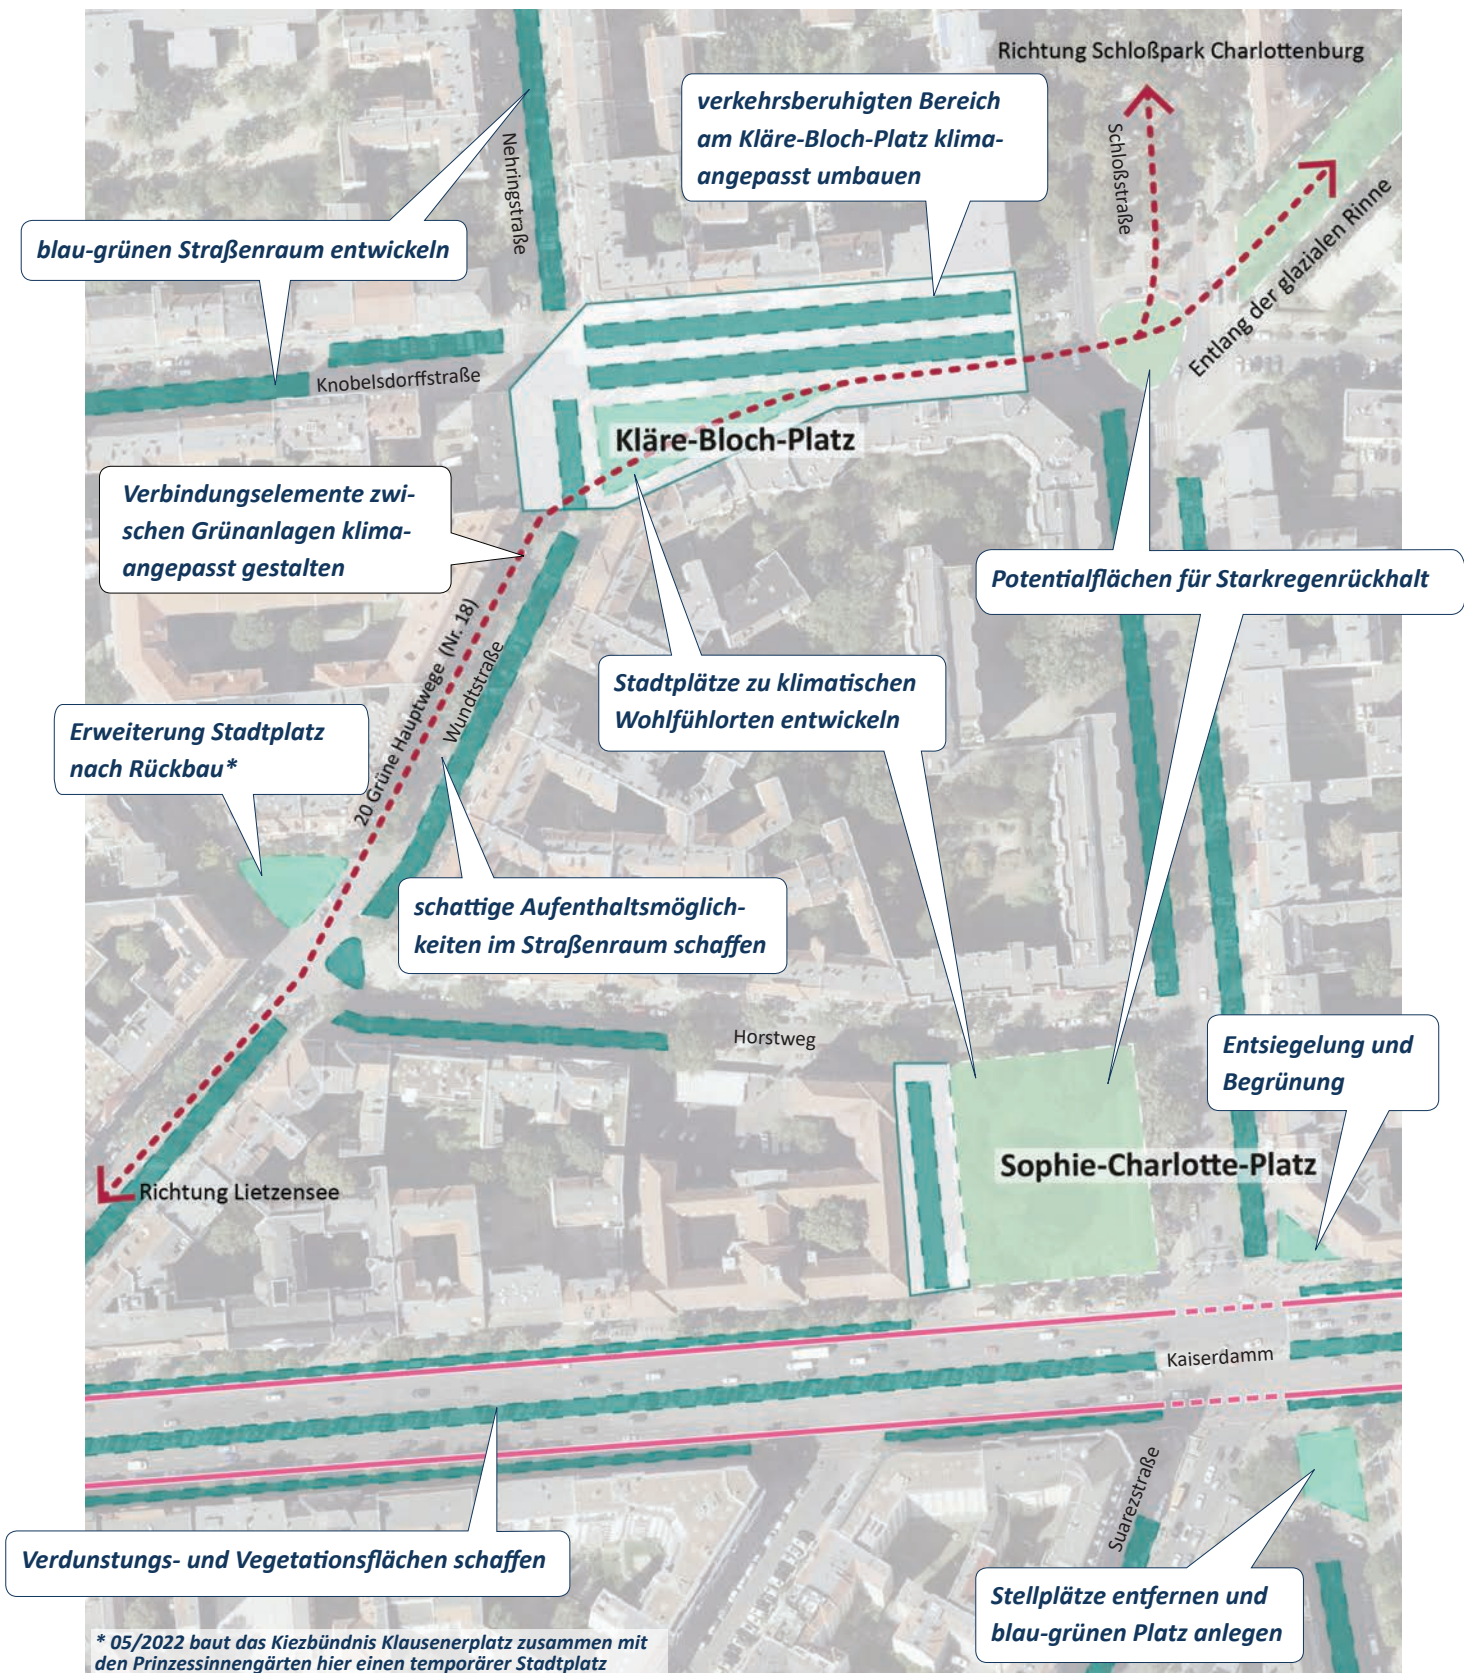 Richtung Schloßpark Charlottenburg
verkehrsberuhigten Bereich
am Kläre-Bloch-Platz klima-
angepasst umbauen
Schloßstraße
Nehringstraße
Entlang der glazialen Rinne
blau-grünen Straßenraum entwickeln
Knobelsdorffstraße
Kläre-Bloch-Platz
Verbindungselemente zwi-
schen Grünanlagen klima-
angepasst gestalten
Potentialflächen für Starkregenrückhalt
20 Grüne Hauptwege (Nr. 18)
Wundtstraße
Stadtplätze zu klimatischen
Wohlfühlorten entwickeln
Erweiterung Stadtplatz
nach Rückbau*
schattige Aufenthaltsmöglich-
keiten im Straßenraum schaffen
Horstweg
Entsiegelung und
Begrünung
Sophie-Charlotte-Platz
Richtung Lietzensee
Kaiserdamm
Suarezstraße
Verdunstungs- und Vegetationsflächen schaffen
Stellplätze entfernen und
blau-grünen Platz anlegen
* 05/2022 baut das Kiezbündnis Klausenerplatz zusammen mit
den Prinzessinnengärten hier einen temporärer Stadtplatz